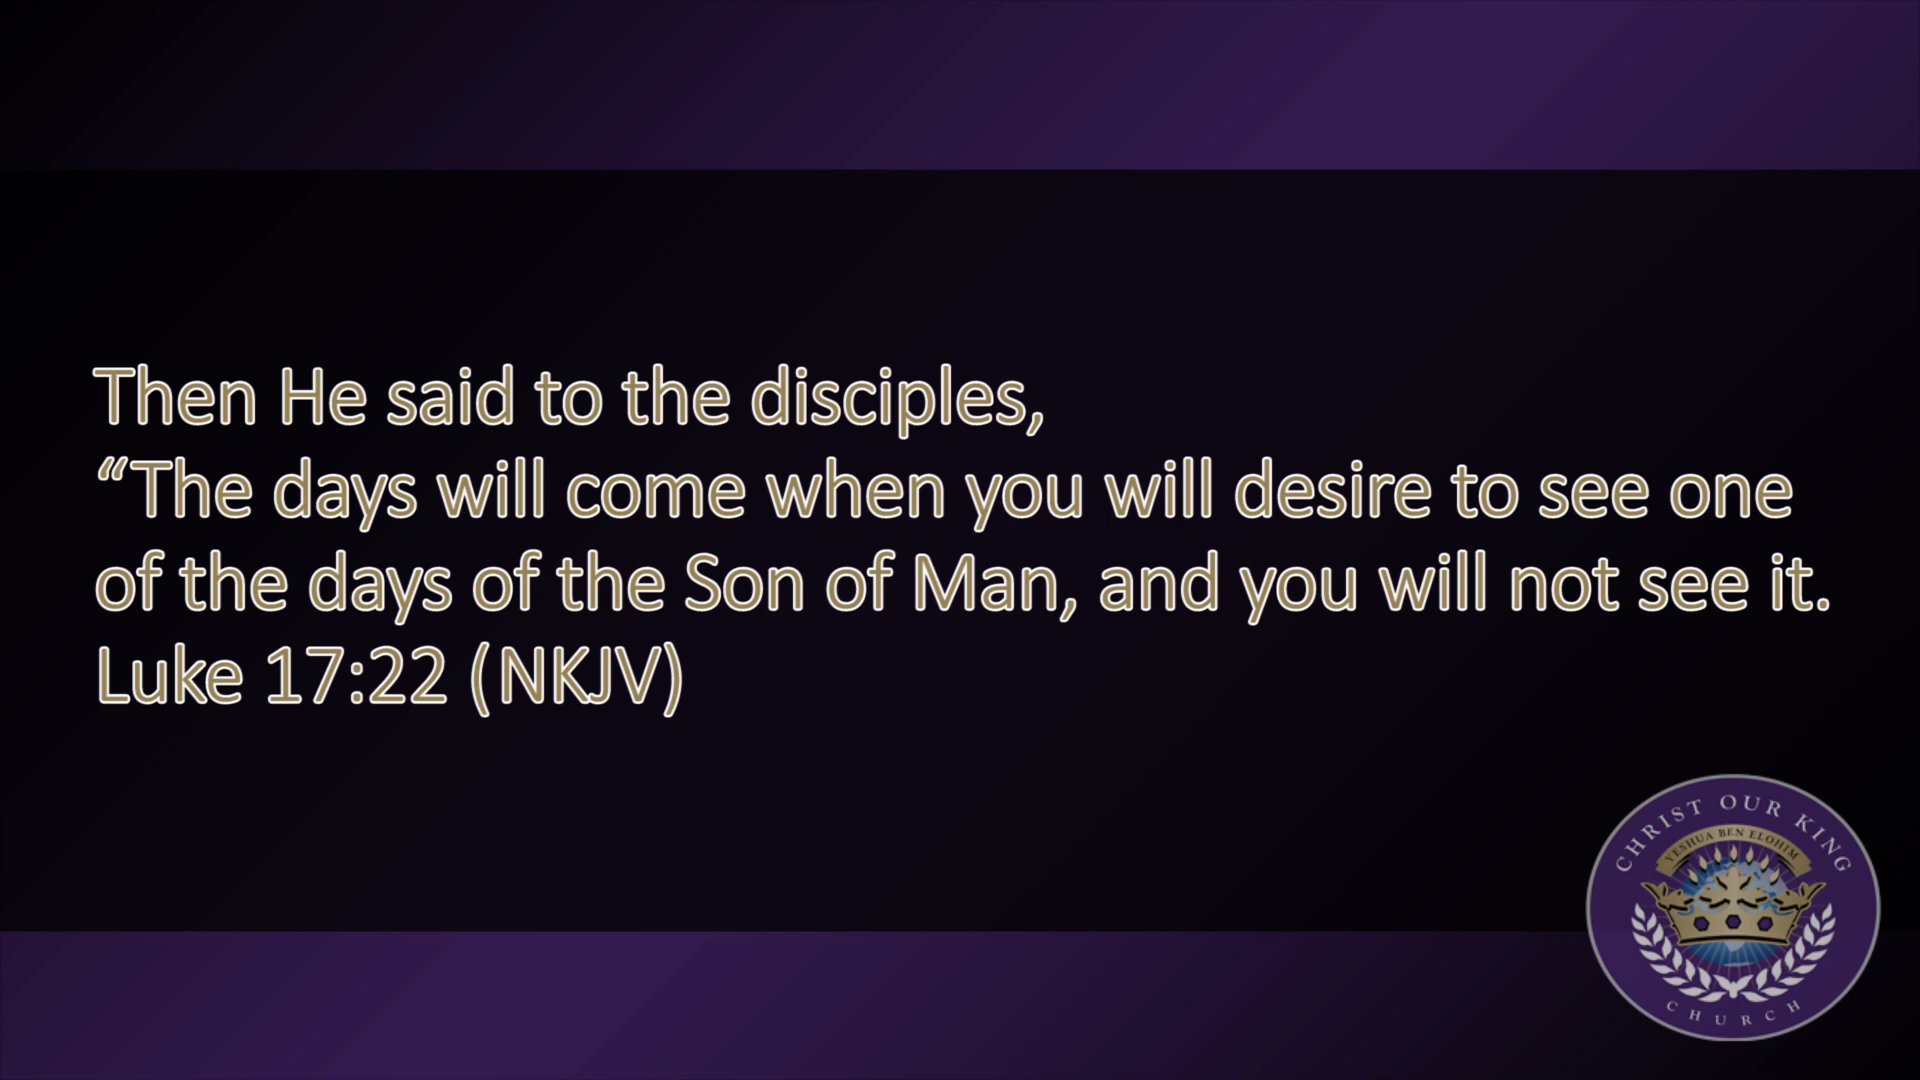 Then He said to the disciples,
“The days will come when you will desire to see one
of the days of the Son of Man, and you will not see it.
Luke 17:22 (NKJV)
CHRIST OUR KING
YESHUA BEN ELOHIM
CHURCH